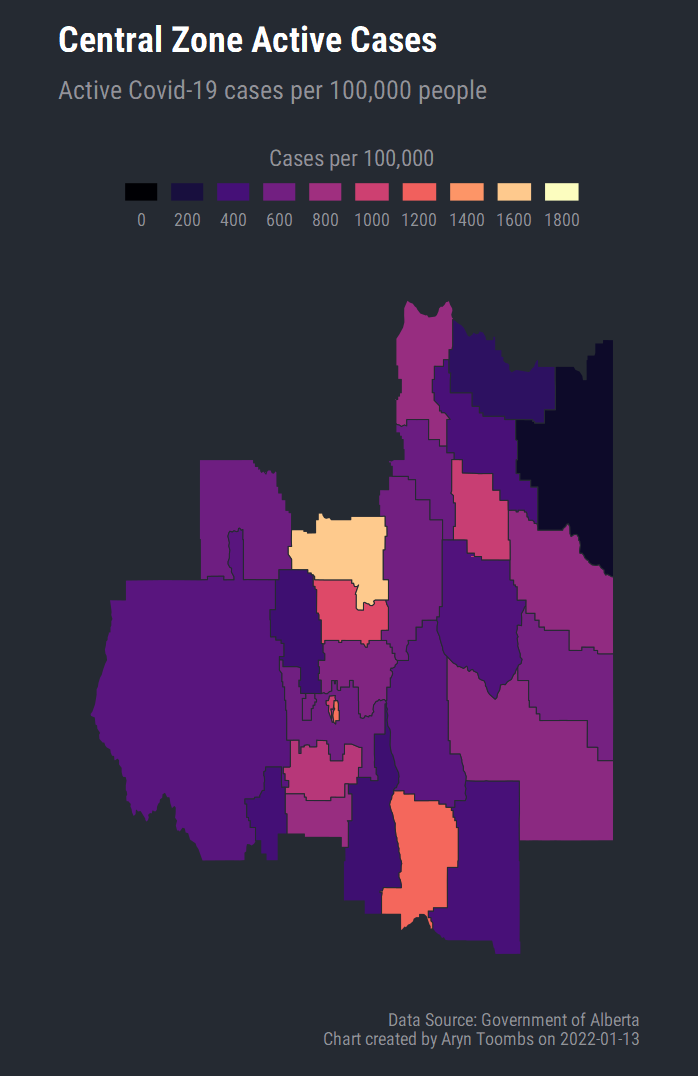 Central Zone Active Cases
Active Covid-19 cases per 100,000 people
Cases per 100,000
0 200 400 600 800 1000 1200 1400 1600 1800
Data Source: Government of Alberta
Chart created by Aryn Toombs on 2022-01-13